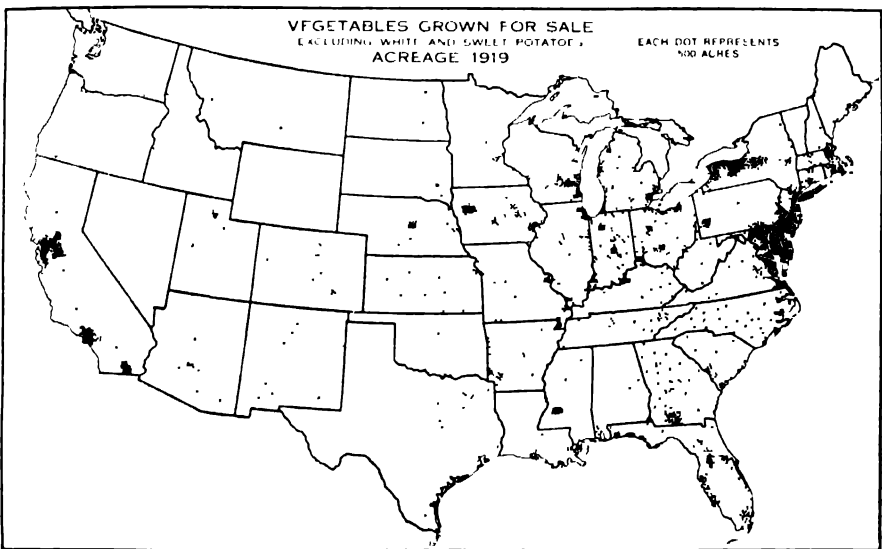 VEGETABLES GROWN FOR SALE
EXCLUDING WHITE AND SWEET POTATOES
ACREAGE 1919
EACH DOT REPRESENTS
500 ACRES